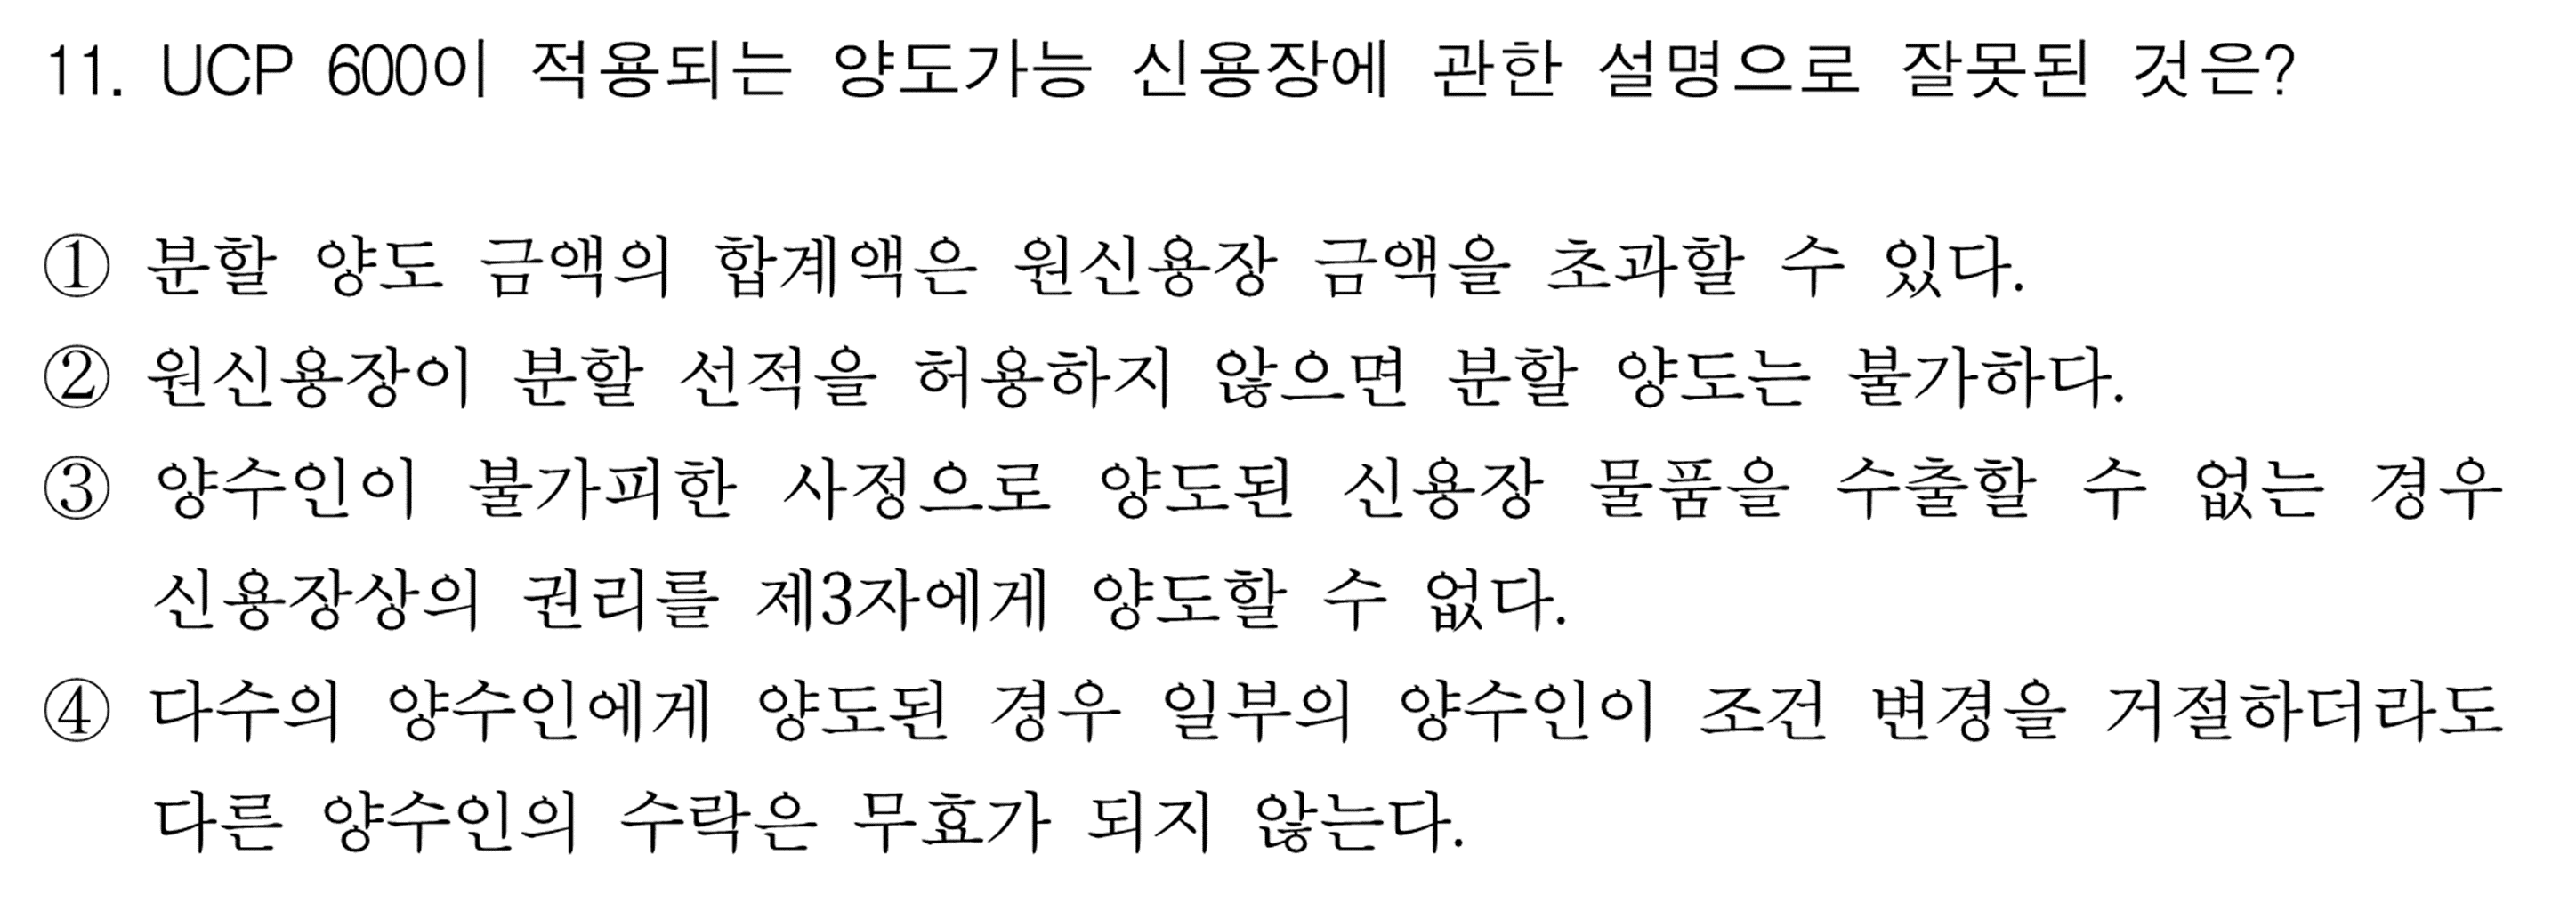 11. UCP 600이 적용되는 양도가능 신용장에 관한 설명으로 잘못된 것은?
① 분할 양도 금액의 합계액은 원신용장 금액을 초과할 수 있다.
② 원신용장이 분할 선적을 허용하지 않으면 분할 양도는 불가하다.
③ 양수인이 불가피한 사정으로 양도된 신용장 물품을 수출할 수 없는 경우
신용장상의 권리를 제3자에게 양도할 수 없다.
④ 다수의 양수인에게 양도된 경우 일부의 양수인이 조건 변경을 거절하더라도
다른 양수인의 수락은 무효가 되지 않는다.